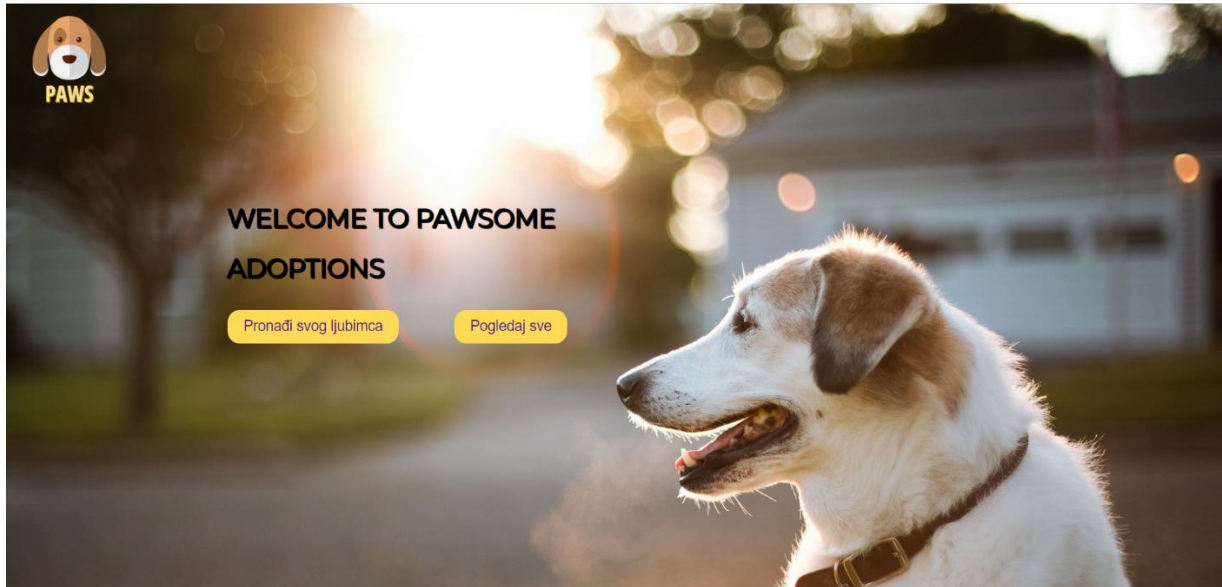 PAWS
WELCOME TO PAWSOME
ADOPTIONS
Pronađi svog ljubimca
Pogledaj sve